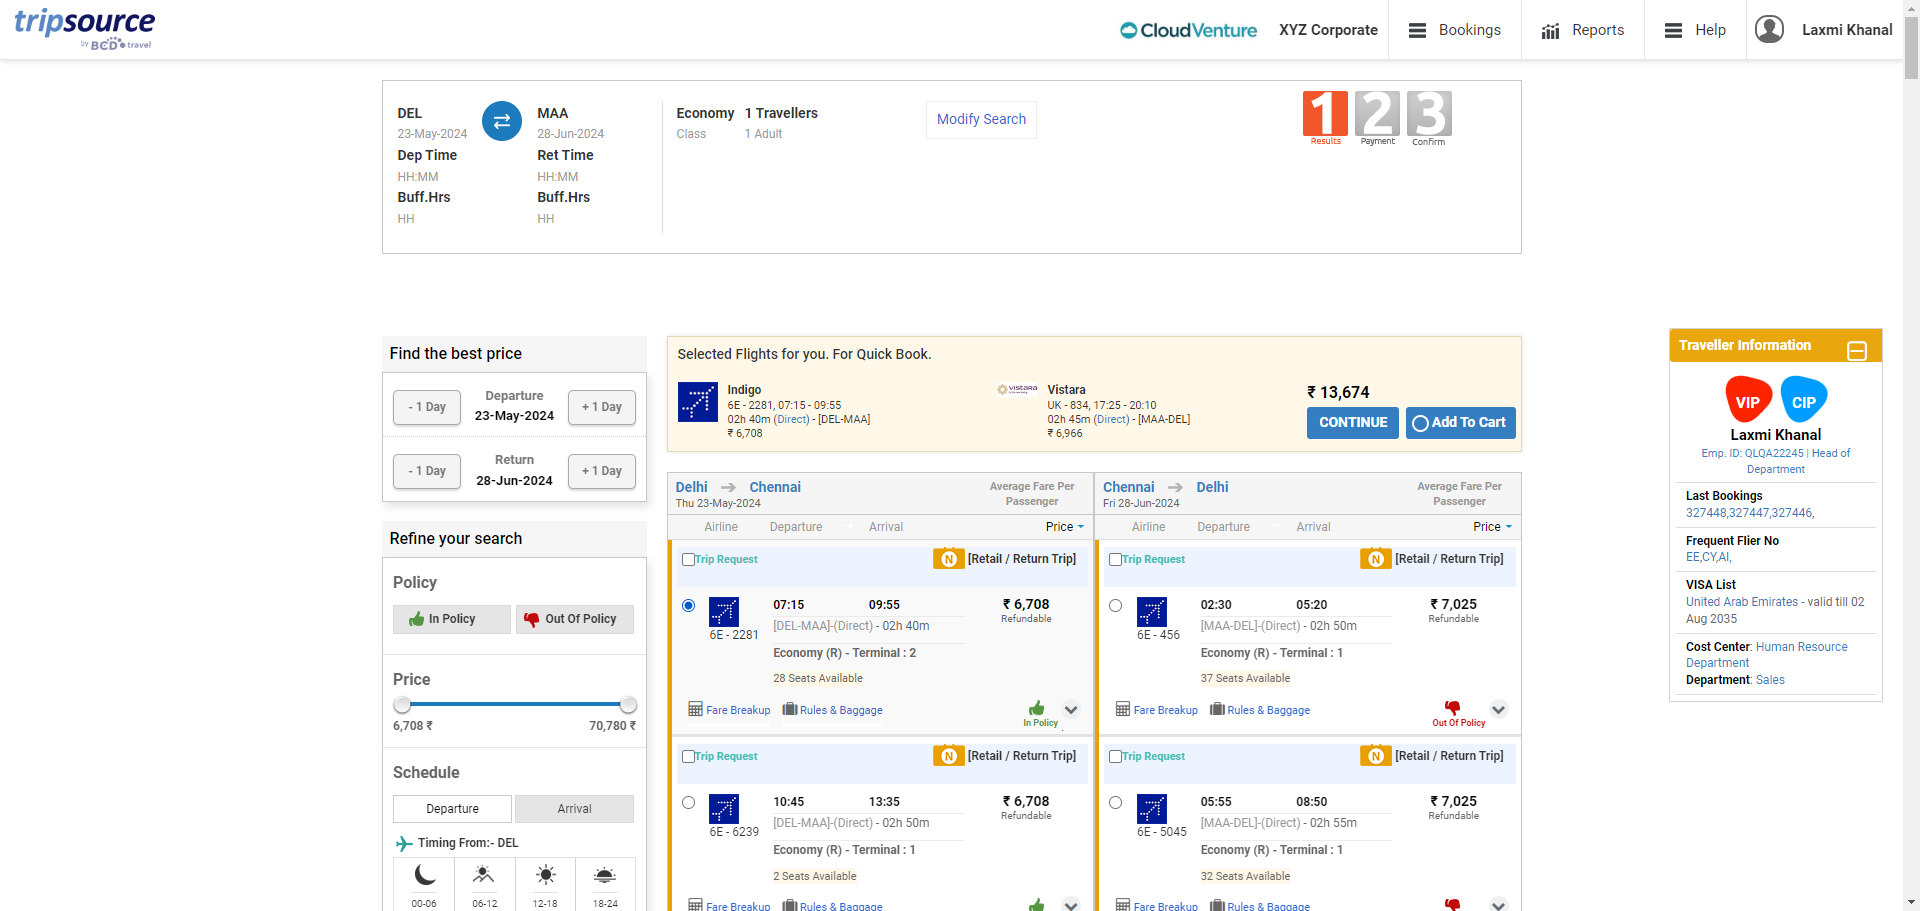 tripsource
by BCD travel
CloudVenture
XYZ Corporate
Bookings
Reports
Help
Laxmi Khanal
DEL
23-May-2024
Dep Time
HH:MM
Buff.Hrs
HH
MAA
28-Jun-2024
Ret Time
HH:MM
Buff.Hrs
HH
Economy
Class
1 Travellers
1 Adult
Modify Search
1
Results
2
Payment
3
Confirm
Find the best price
- 1 Day
Departure
23-May-2024
+ 1 Day
- 1 Day
Return
28-Jun-2024
+ 1 Day
Refine your search
Policy
In Policy
Out Of Policy
Price
6,708 ₹
70,780 ₹
Schedule
Departure
Arrival
Timing From:- DEL
00-06
06-12
12-18
18-24
Selected Flights for you. For Quick Book.
Indigo
6E - 2281, 07:15 - 09:55
02h 40m (Direct) - [DEL-MAA]
₹ 6,708
VISTARA
Vistara
UK - 834, 17:25 - 20:10
02h 45m (Direct) - [MAA-DEL]
₹ 6,966
₹ 13,674
CONTINUE
Add To Cart
Delhi
Chennai
Thu 23-May-2024
Average Fare Per
Passenger
Airline
Departure
Arrival
Price
Trip Request
N
[Retail / Return Trip]
6E - 2281
07:15
09:55
[DEL-MAA]-(Direct) - 02h 40m
Economy (R) - Terminal : 2
28 Seats Available
₹ 6,708
Refundable
Fare Breakup
Rules & Baggage
In Policy
Trip Request
N
[Retail / Return Trip]
6E - 6239
10:45
13:35
[DEL-MAA]-(Direct) - 02h 50m
Economy (R) - Terminal : 1
2 Seats Available
₹ 6,708
Refundable
Fare Breakup
Rules & Baggage
Chennai
Delhi
Fri 28-Jun-2024
Average Fare Per
Passenger
Airline
Departure
Arrival
Price
Trip Request
N
[Retail / Return Trip]
6E - 456
02:30
05:20
[MAA-DEL]-(Direct) - 02h 50m
Economy (R) - Terminal : 1
37 Seats Available
₹ 7,025
Refundable
Fare Breakup
Rules & Baggage
Out Of Policy
Trip Request
N
[Retail / Return Trip]
6E - 5045
05:55
08:50
[MAA-DEL]-(Direct) - 02h 55m
Economy (R) - Terminal : 1
32 Seats Available
₹ 7,025
Refundable
Fare Breakup
Rules & Baggage
Traveller Information
VIP
CIP
Laxmi Khanal
Emp. ID: QLQA22245 | Head of
Department
Last Bookings
327448,327447,327446,
Frequent Flier No
EE,CY,AI,
VISA List
United Arab Emirates - valid till 02
Aug 2035
Cost Center: Human Resource
Department
Department: Sales